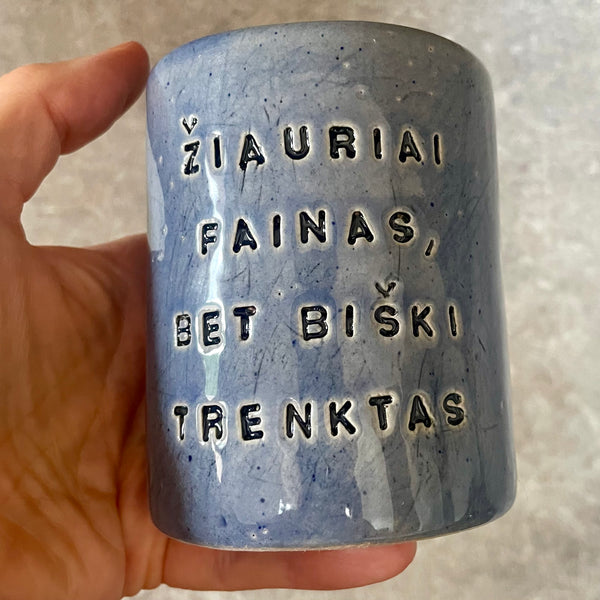 ŽIAURIAI
FAINAS,
BET BIŠKI
TRENKTAS